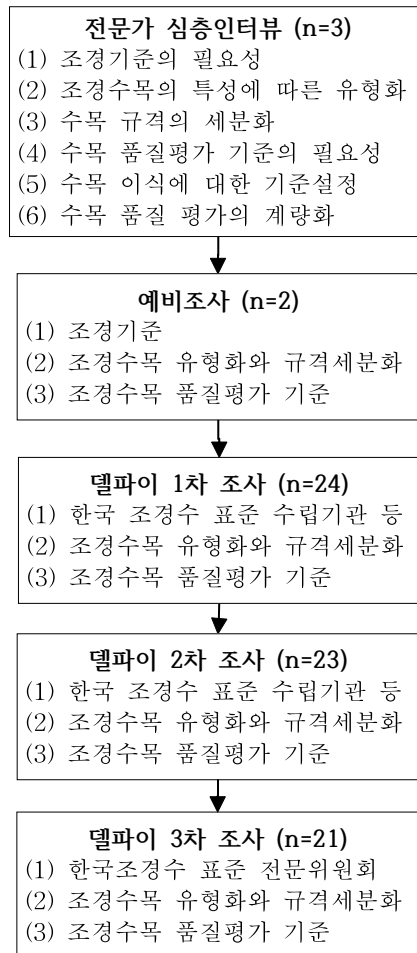 전문가 심층인터뷰 (n=3)
(1) 조경기준의 필요성
(2) 조경수목의 특성에 따른 유형화
(3) 수목 규격의 세분화
(4) 수목 품질평가 기준의 필요성
(5) 수목 이식에 대한 기준설정
(6) 수목 품질 평가의 계량화
예비조사 (n=2)
(1) 조경기준
(2) 조경수목 유형화와 규격세분화
(3) 조경수목 품질평가 기준
델파이 1차 조사 (n=24)
(1) 한국 조경수 표준 수립기관 등
(2) 조경수목 유형화와 규격세분화
(3) 조경수목 품질평가 기준
델파이 2차 조사 (n=23)
(1) 한국 조경수 표준 수립기관 등
(2) 조경수목 유형화와 규격세분화
(3) 조경수목 품질평가 기준
델파이 3차 조사 (n=21)
(1) 한국조경수 표준 전문위원회
(2) 조경수목 유형화와 규격세분화
(3) 조경수목 품질평가 기준